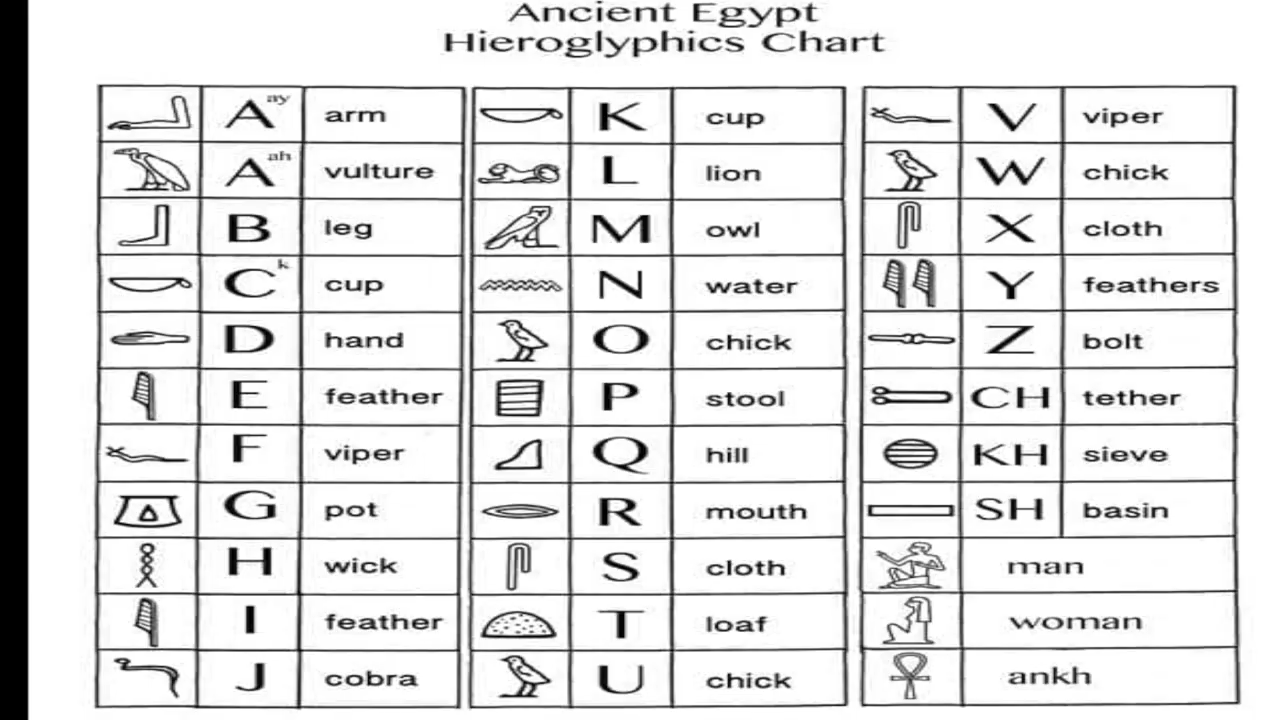 Ancient Egypt
Hieroglyphics Chart
A ay arm
A ah vulture
B leg
C k cup
D hand
E feather
F viper
G pot
H wick
I feather
J cobra
K cup
L lion
M owl
N water
O chick
P stool
Q hill
R mouth
S cloth
T loaf
U chick
V viper
W chick
X cloth
Y feathers
Z bolt
CH tether
KH sieve
SH basin
man
woman
ankh